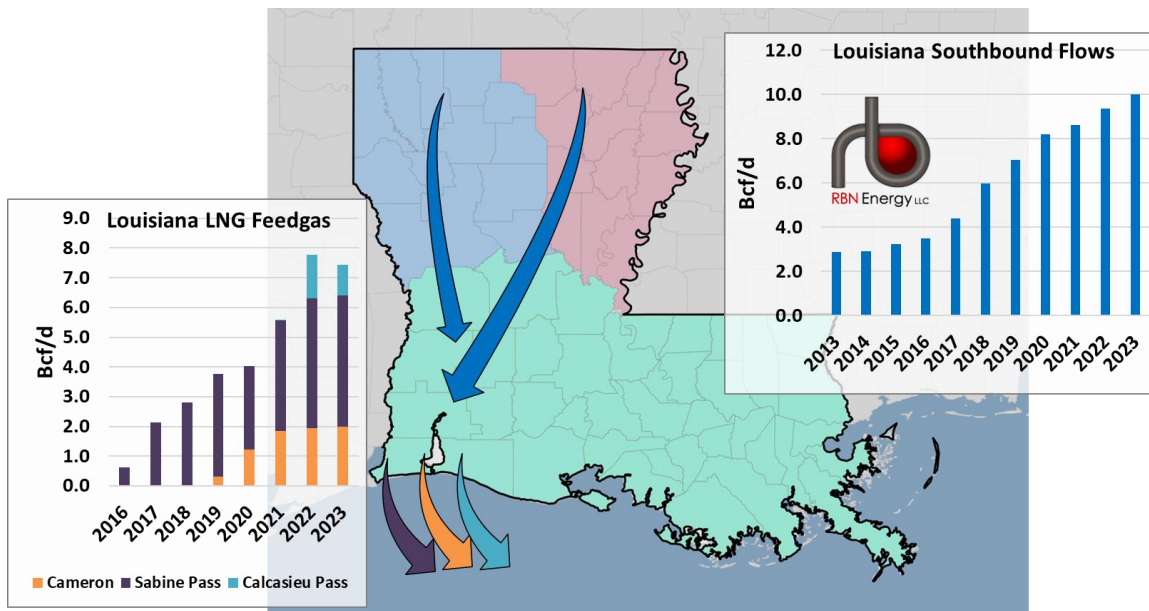 Louisiana LNG Feedgas
Bcf/d
9.0
8.0
7.0
6.0
5.0
4.0
3.0
2.0
1.0
0.0
2016 2017 2018 2019 2020 2021 2022 2023
Cameron Sabine Pass Calcasieu Pass
Louisiana Southbound Flows
Bcf/d
12.0
10.0
8.0
6.0
4.0
2.0
0.0
RBN Energy LLC
2013 2014 2015 2016 2017 2018 2019 2020 2021 2022 2023